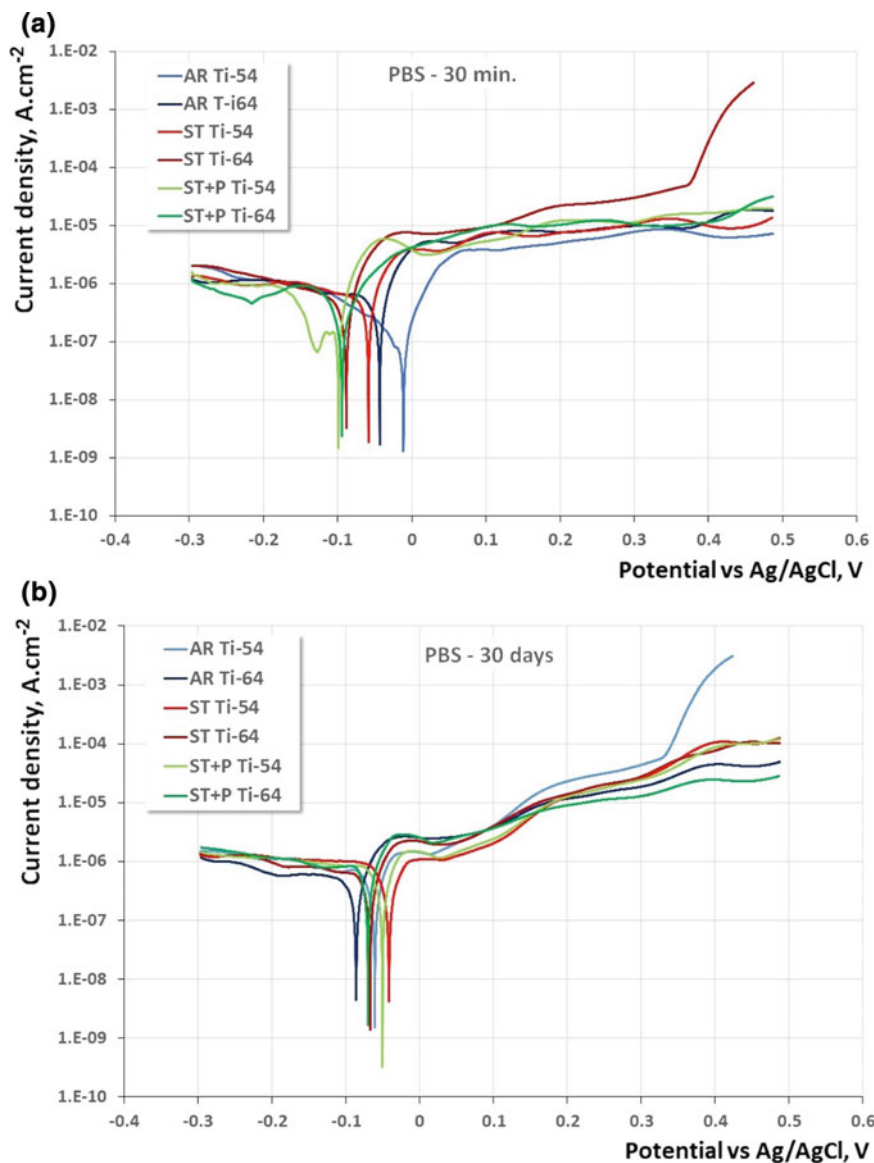 (a)
1.E-02
1.E-03
1.E-04
1.E-05
1.E-06
1.E-07
1.E-08
1.E-09
1.E-10
Current density, A.cm-2
AR Ti-54
AR T-i64
ST Ti-54
ST Ti-64
ST+P Ti-54
ST+P Ti-64
PBS - 30 min.
-0.4 -0.3 -0.2 -0.1 0 0.1 0.2 0.3 0.4 0.5 0.6
Potential vs Ag/AgCl, V
(b)
1.E-02
1.E-03
1.E-04
1.E-05
1.E-06
1.E-07
1.E-08
1.E-09
1.E-10
Current density, A.cm-2
AR Ti-54
AR Ti-64
ST Ti-54
ST Ti-64
ST+P Ti-54
ST+P Ti-64
PBS - 30 days
-0.4 -0.3 -0.2 -0.1 0 0.1 0.2 0.3 0.4 0.5 0.6
Potential vs Ag/AgCl, V